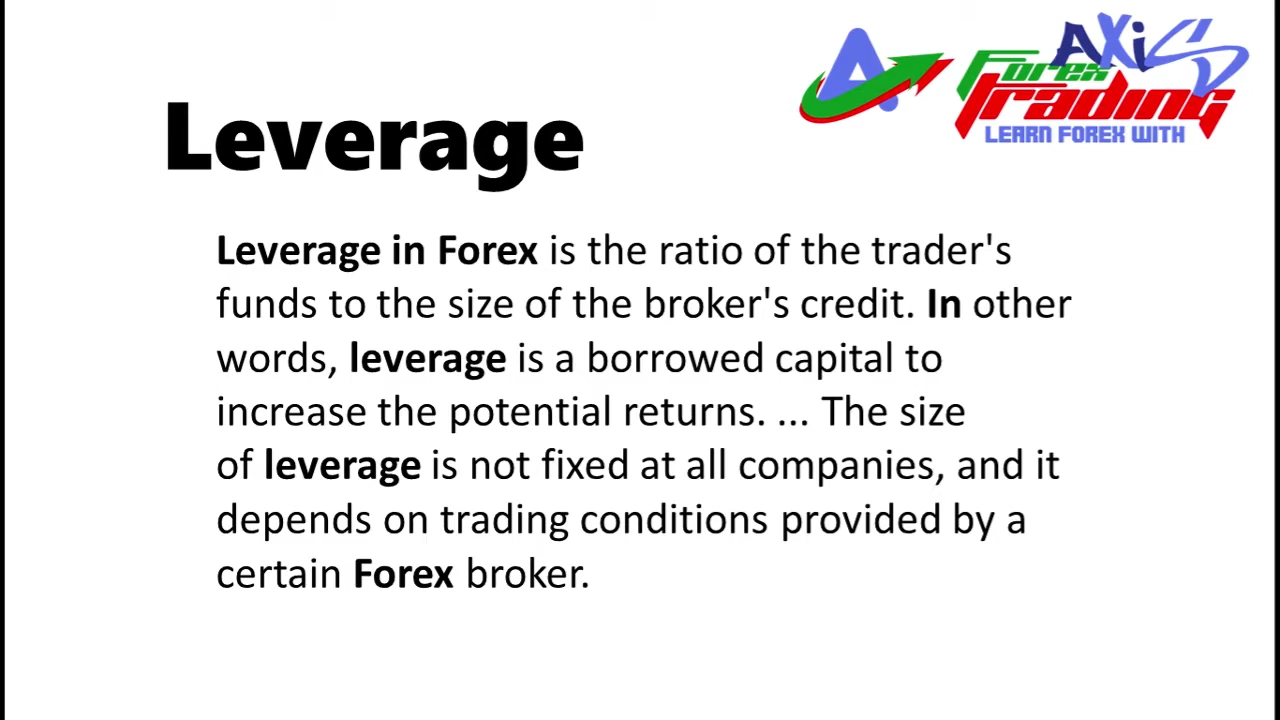 AXiS
Forex
Trading
LEARN FOREX WITH
Leverage
Leverage in Forex is the ratio of the trader's
funds to the size of the broker's credit. In other
words, leverage is a borrowed capital to
increase the potential returns. ... The size
of leverage is not fixed at all companies, and it
depends on trading conditions provided by a
certain Forex broker.